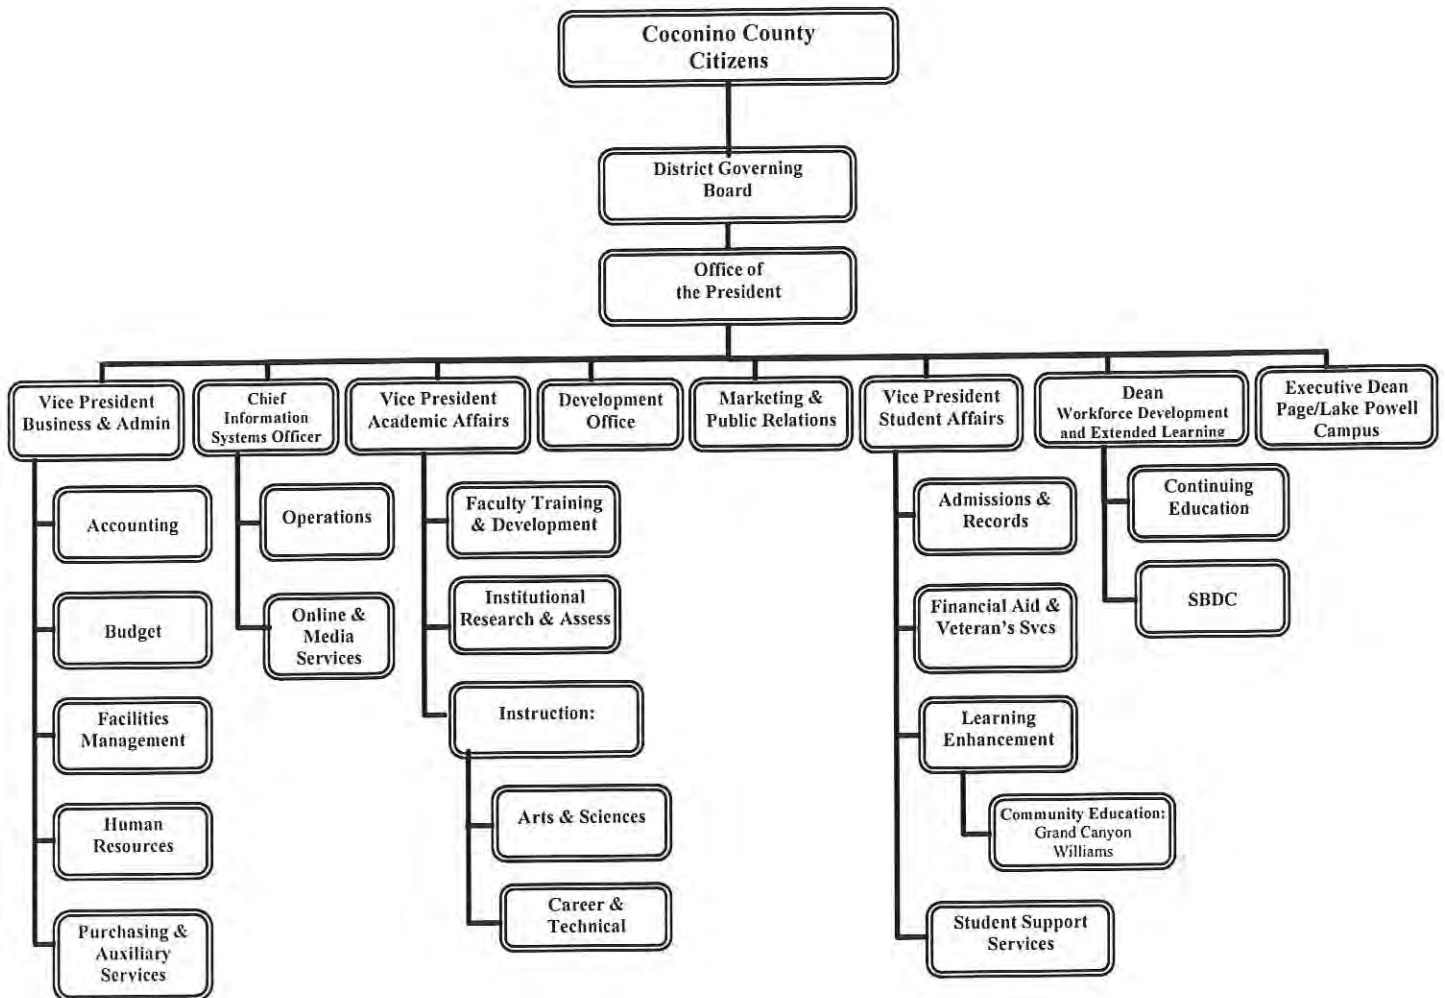 Coconino County
Citizens
District Governing
Board
Office of
the President
Vice President
Business & Admin
Chief
Information
Systems Officer
Vice President
Academic Affairs
Development
Office
Marketing &
Public Relations
Vice President
Student Affairs
Dean
Workforce Development
and Extended Learning
Executive Dean
Page/Lake Powell
Campus
Accounting
Budget
Facilities
Management
Human
Resources
Purchasing &
Auxiliary
Services
Operations
Online &
Media
Services
Faculty Training
& Development
Institutional
Research & Assess
Instruction:
Arts & Sciences
Career &
Technical
Admissions &
Records
Financial Aid &
Veteran's Svcs
Learning
Enhancement
Community Education:
Grand Canyon
Williams
Student Support
Services
Continuing
Education
SBDC